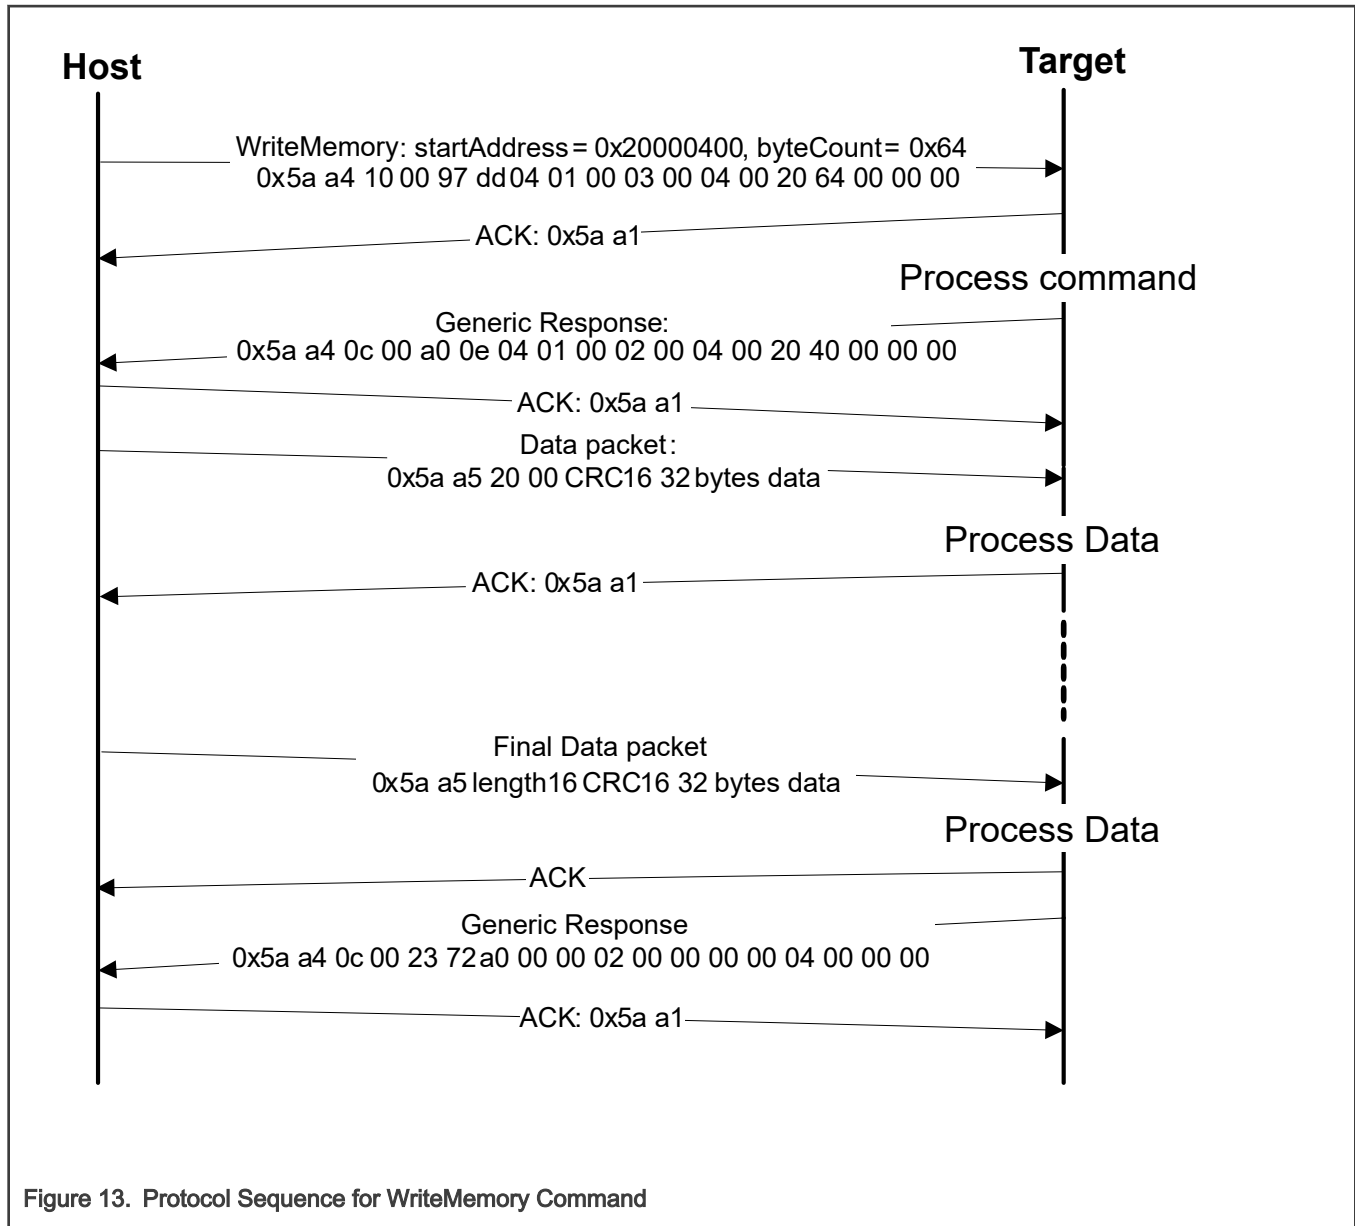 Host
Target
WriteMemory: startAddress = 0x20000400, byteCount = 0x64
0x5a a4 10 00 97 dd 04 01 00 03 00 04 00 20 64 00 00 00
ACK: 0x5a a1
Process command
Generic Response:
0x5a a4 0c 00 a0 0e 04 01 00 02 00 04 00 20 40 00 00 00
ACK: 0x5a a1
Data packet:
0x5a a5 20 00 CRC16 32 bytes data
Process Data
ACK: 0x5a a1
Final Data packet
0x5a a5 length16 CRC16 32 bytes data
Process Data
ACK
Generic Response
0x5a a4 0c 00 23 72 a0 00 00 02 00 00 00 00 04 00 00 00
ACK: 0x5a a1
Figure 13. Protocol Sequence for WriteMemory Command